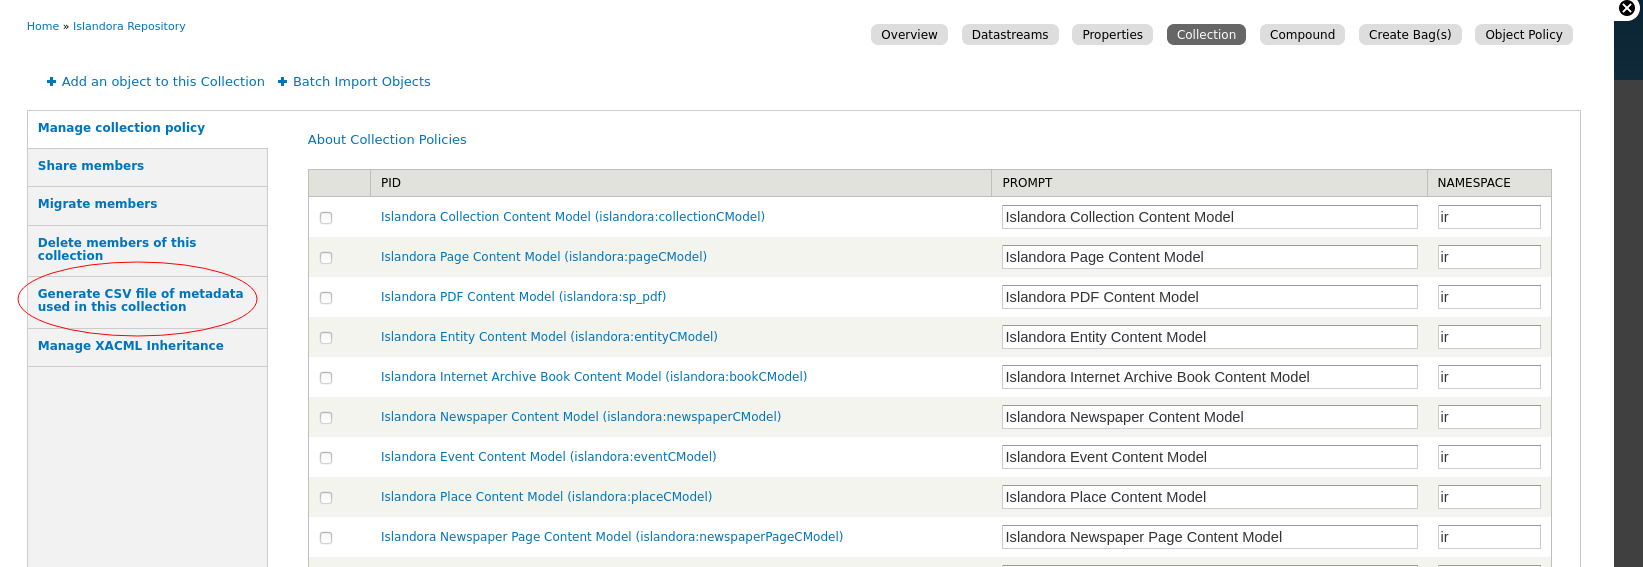 Home » Islandora Repository
Overview Datastreams Properties Collection Compound Create Bag(s) Object Policy
Add an object to this Collection Batch Import Objects
Manage collection policy
Share members
Migrate members
Delete members of this
collection
Generate CSV file of metadata
used in this collection
Manage XACML Inheritance
About Collection Policies
PID PROMPT NAMESPACE
Islandora Collection Content Model (islandora:collectionCModel) Islandora Collection Content Model ir
Islandora Page Content Model (islandora:pageCModel) Islandora Page Content Model ir
Islandora PDF Content Model (islandora:sp_pdf) Islandora PDF Content Model ir
Islandora Entity Content Model (islandora:entityCModel) Islandora Entity Content Model ir
Islandora Internet Archive Book Content Model (islandora:bookCModel) Islandora Internet Archive Book Content Model ir
Islandora Newspaper Content Model (islandora:newspaperCModel) Islandora Newspaper Content Model ir
Islandora Event Content Model (islandora:eventCModel) Islandora Event Content Model ir
Islandora Place Content Model (islandora:placeCModel) Islandora Place Content Model ir
Islandora Newspaper Page Content Model (islandora:newspaperPageCModel) Islandora Newspaper Page Content Model ir